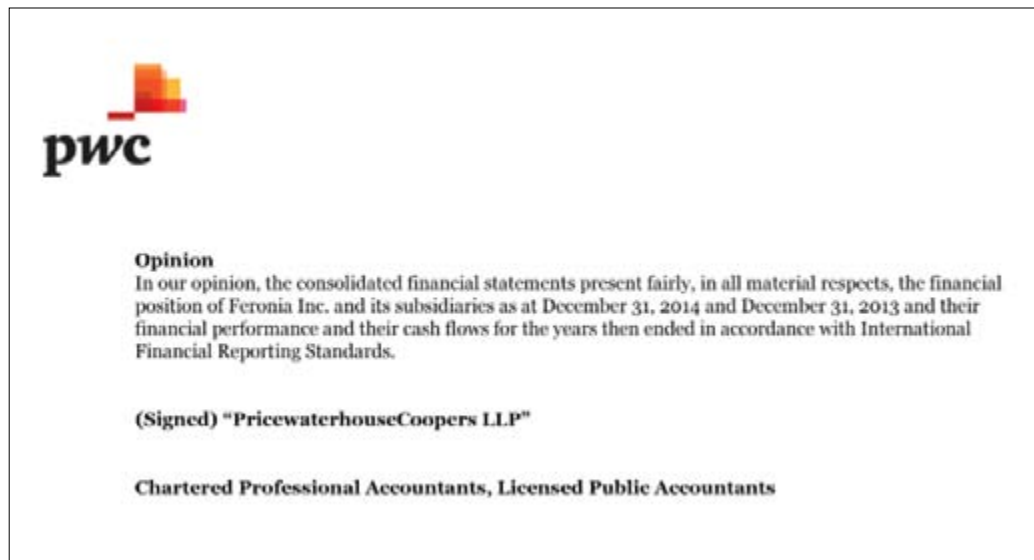 pwc
Opinion
In our opinion, the consolidated financial statements present fairly, in all material respects, the financial
position of Feronia Inc. and its subsidiaries as at December 31, 2014 and December 31, 2013 and their
financial performance and their cash flows for the years then ended in accordance with International
Financial Reporting Standards.
(Signed) “PricewaterhouseCoopers LLP”
Chartered Professional Accountants, Licensed Public Accountants